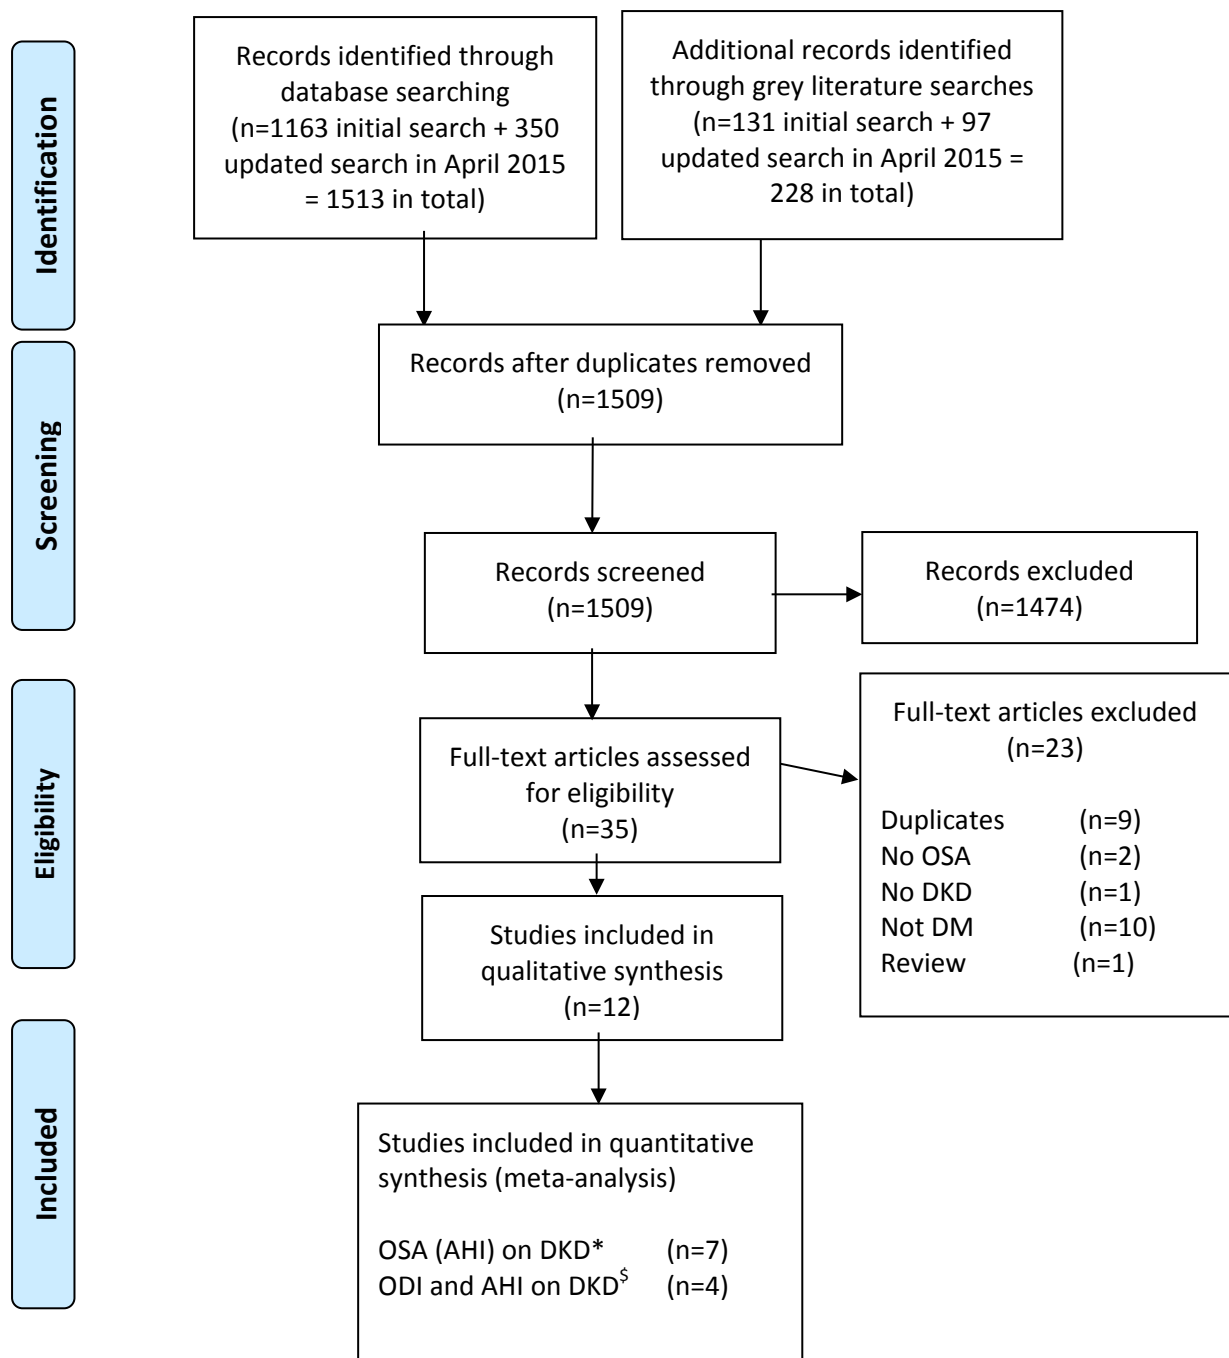 Identification
Records identified through
database searching
(n=1163 initial search + 350
updated search in April 2015
= 1513 in total)
Additional records identified
through grey literature searches
(n=131 initial search + 97
updated search in April 2015 =
228 in total)
Screening
Records after duplicates removed
(n=1509)
Records screened
(n=1509)
Records excluded
(n=1474)
Eligibility
Full-text articles assessed
for eligibility
(n=35)
Full-text articles excluded
(n=23)
Duplicates (n=9)
No OSA (n=2)
No DKD (n=1)
Not DM (n=10)
Review (n=1)
Studies included in
qualitative synthesis
(n=12)
Included
Studies included in quantitative
synthesis (meta-analysis)
OSA (AHI) on DKD* (n=7)
ODI and AHI on DKD$ (n=4)